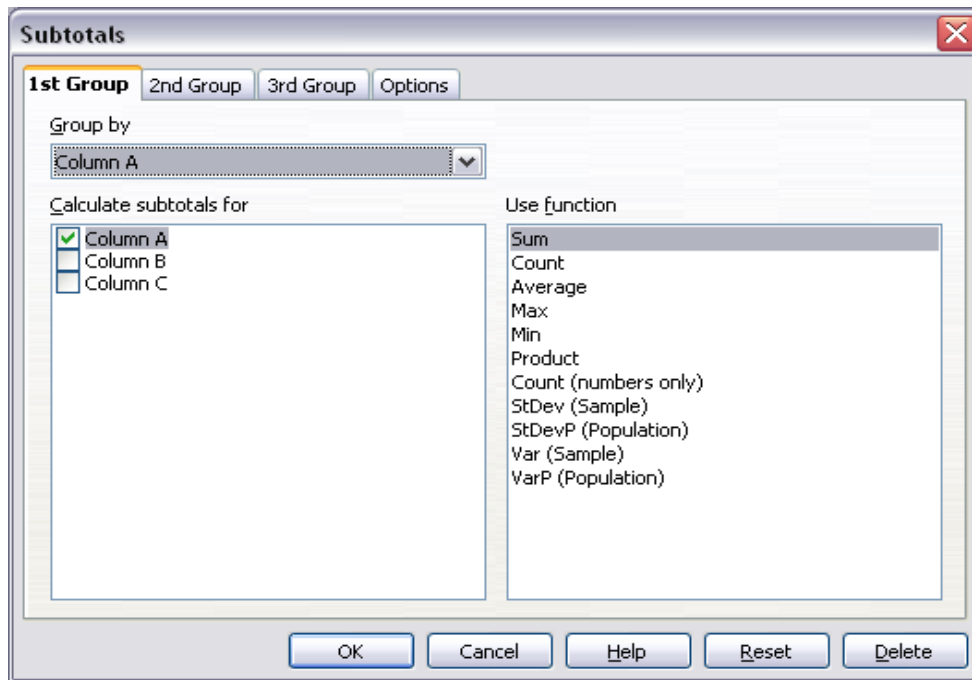 Subtotals
1st Group 2nd Group 3rd Group Options
Group by
Column A
Calculate subtotals for
Column A
Column B
Column C
Use function
Sum
Count
Average
Max
Min
Product
Count (numbers only)
StDev (Sample)
StDevP (Population)
Var (Sample)
VarP (Population)
OK Cancel Help Reset Delete